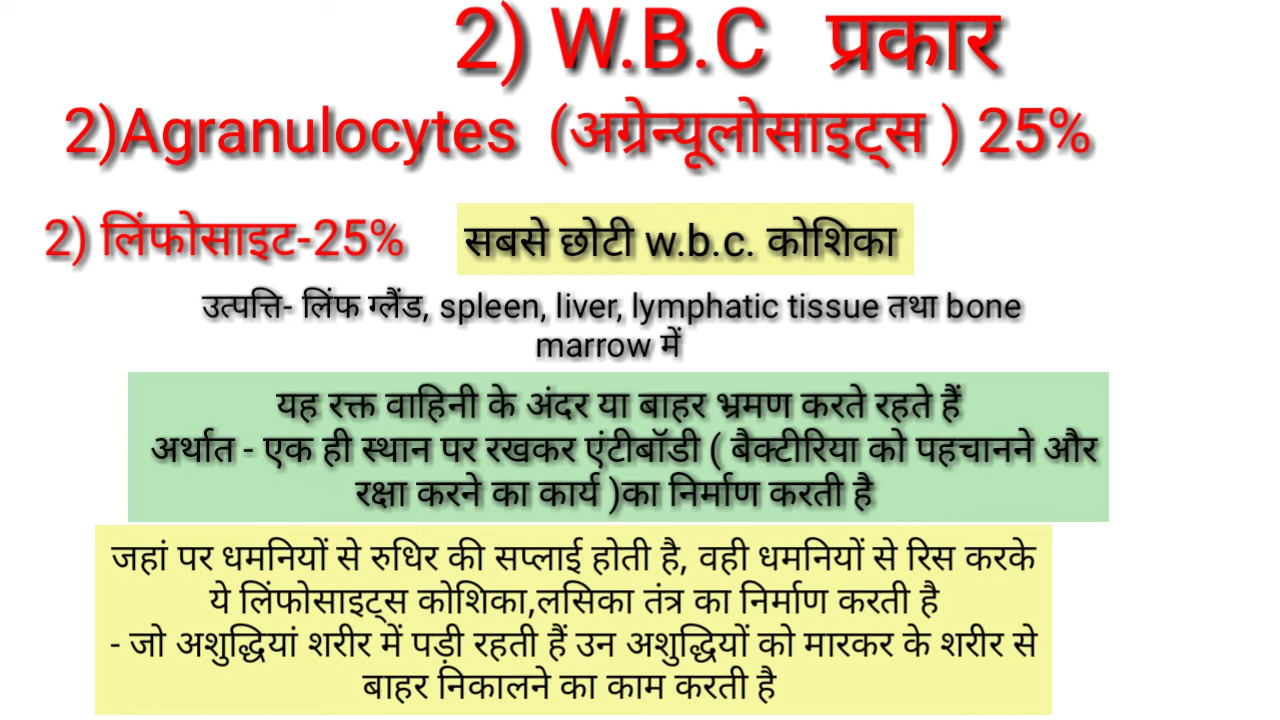 2) W.B.C प्रकार
2)Agranulocytes (अग्रेन्यूलोसाइट्स ) 25%
2) लिंफोसाइट-25% सबसे छोटी w.b.c. कोशिका
उत्पत्ति- लिंफ ग्लैंड, spleen, liver, lymphatic tissue तथा bone
marrow में
यह रक्त वाहिनी के अंदर या बाहर भ्रमण करते रहते हैं
अर्थात - एक ही स्थान पर रखकर एंटीबॉडी ( बैक्टीरिया को पहचानने और
रक्षा करने का कार्य )का निर्माण करती है
जहां पर धमनियों से रुधिर की सप्लाई होती है, वही धमनियों से रिस करके
ये लिंफोसाइट्स कोशिका,लसिका तंत्र का निर्माण करती है
- जो अशुद्धियां शरीर में पड़ी रहती हैं उन अशुद्धियों को मारकर के शरीर से
बाहर निकालने का काम करती है